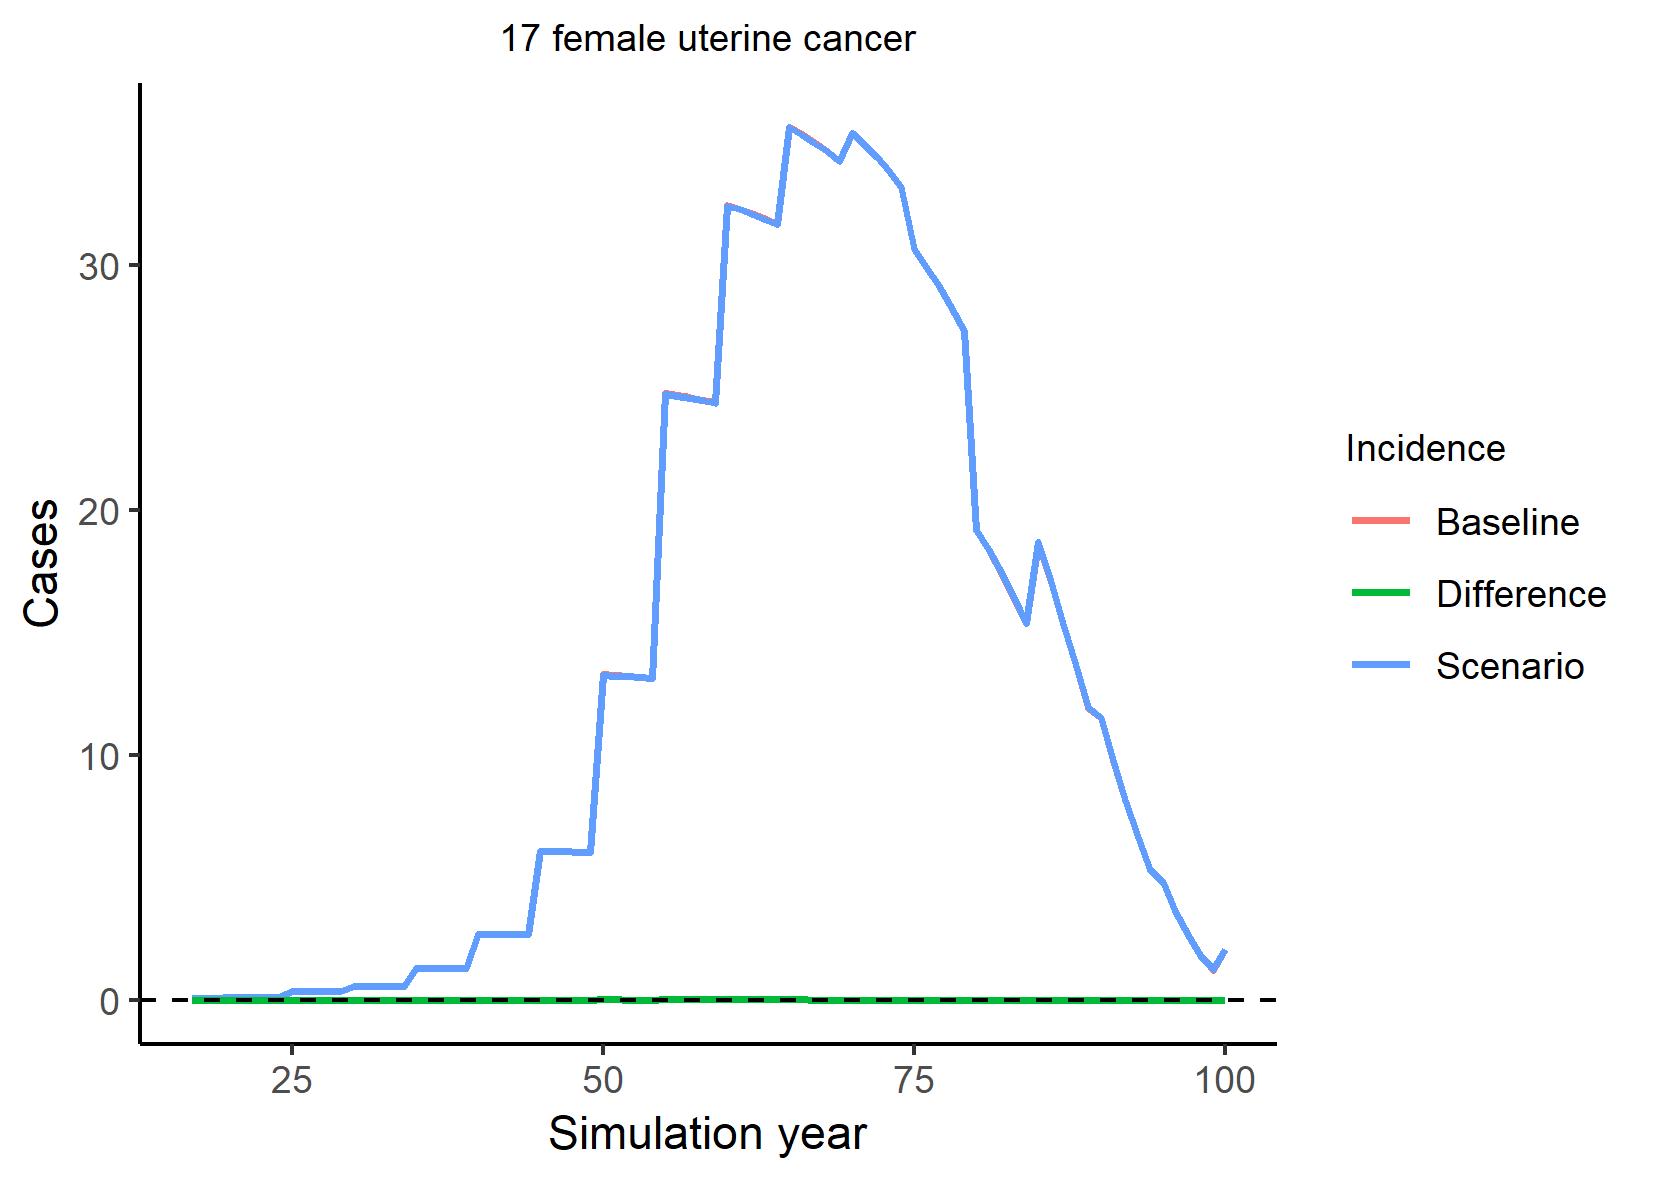 17 female uterine cancer
Cases
30
20
10
0
25 50 75 100
Simulation year
Incidence
Baseline
Difference
Scenario